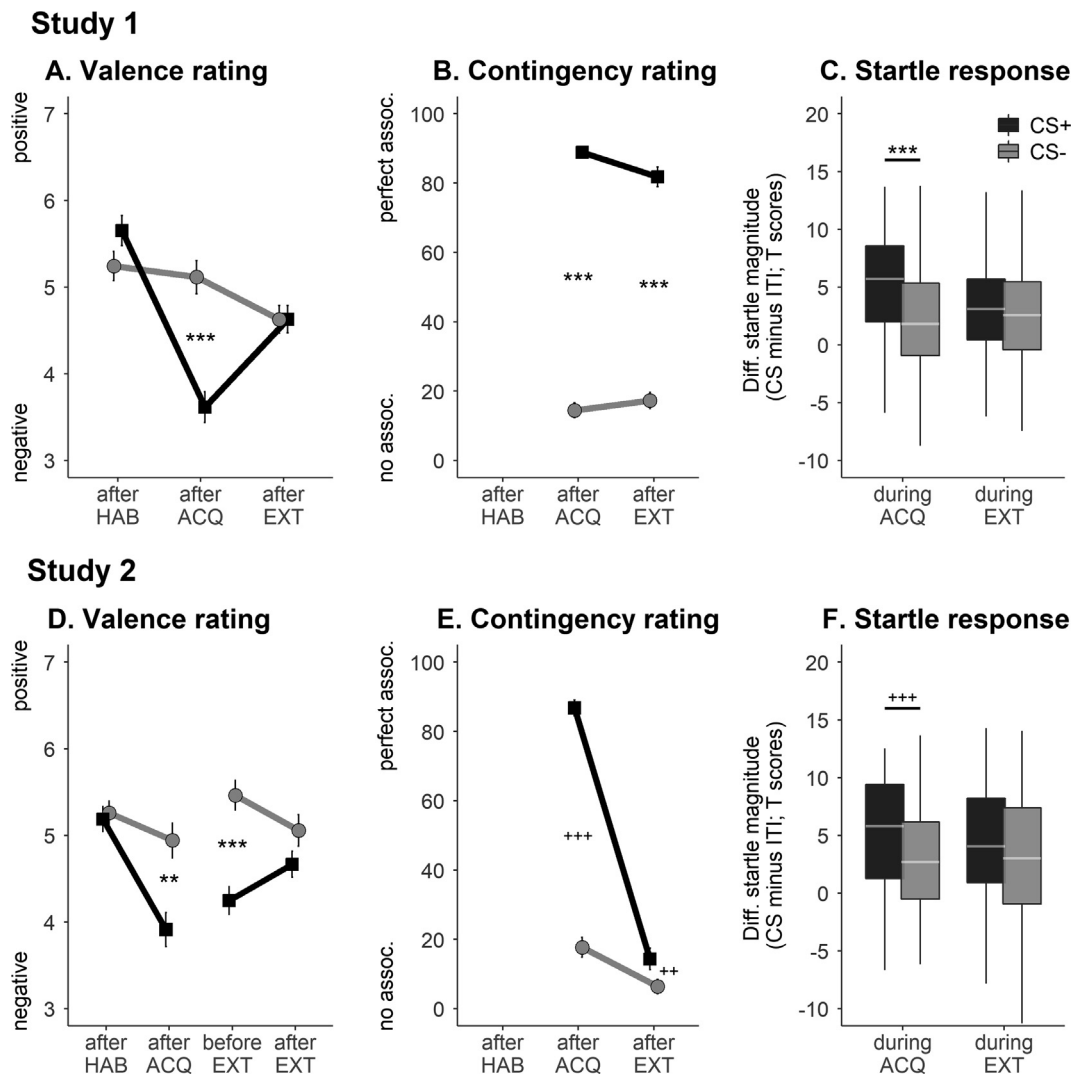 Study 1
A. Valence rating
positive
negative
7
6
5
4
3
***
after HAB
after ACQ
after EXT
B. Contingency rating
perfect assoc.
no assoc.
100
80
60
40
20
0
***
***
after HAB
after ACQ
after EXT
C. Startle response
Diff. startle magnitude
(CS minus ITI; T scores)
20
15
10
5
0
-5
-10
***
CS+
CS-
during ACQ
during EXT
Study 2
D. Valence rating
positive
negative
7
6
5
4
3
**
***
after HAB
after ACQ
before EXT
after EXT
E. Contingency rating
perfect assoc.
no assoc.
100
80
60
40
20
0
+++
++
after HAB
after ACQ
after EXT
F. Startle response
Diff. startle magnitude
(CS minus ITI; T scores)
20
15
10
5
0
-5
-10
+++
during ACQ
during EXT